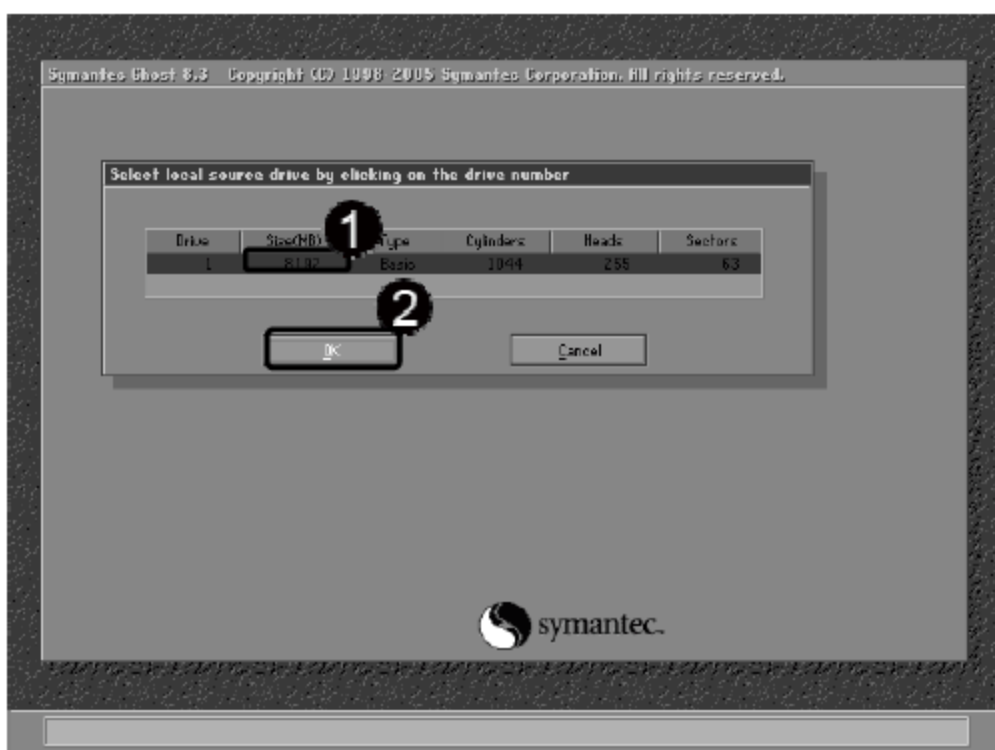 Symantec Ghost 8.3 Copyright (C) 1998-2005 Symantec Corporation. All rights reserved.
Select local source drive by clicking on the drive number
1
Drive Size(MB) Type Cylinders Heads Sectors
1 Basic 1044 255 63
2
OK Cancel
symantec™